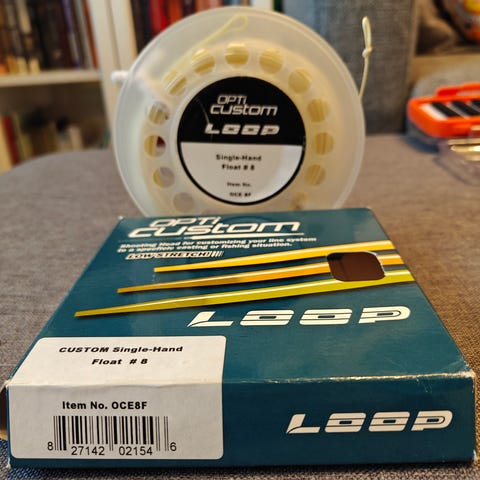 OPTI
custom
LOOP
Single-Hand
Float # 8
Item No.
OCE 8F
OPTI
custom
Shooting Head for customizing your line system
to a specificle casting or fishing situation.
LOW STRETCH
LOOP
CUSTOM Single-Hand
Float # 8
Item No. OCE8F
8 27142 02154 6
LOOP